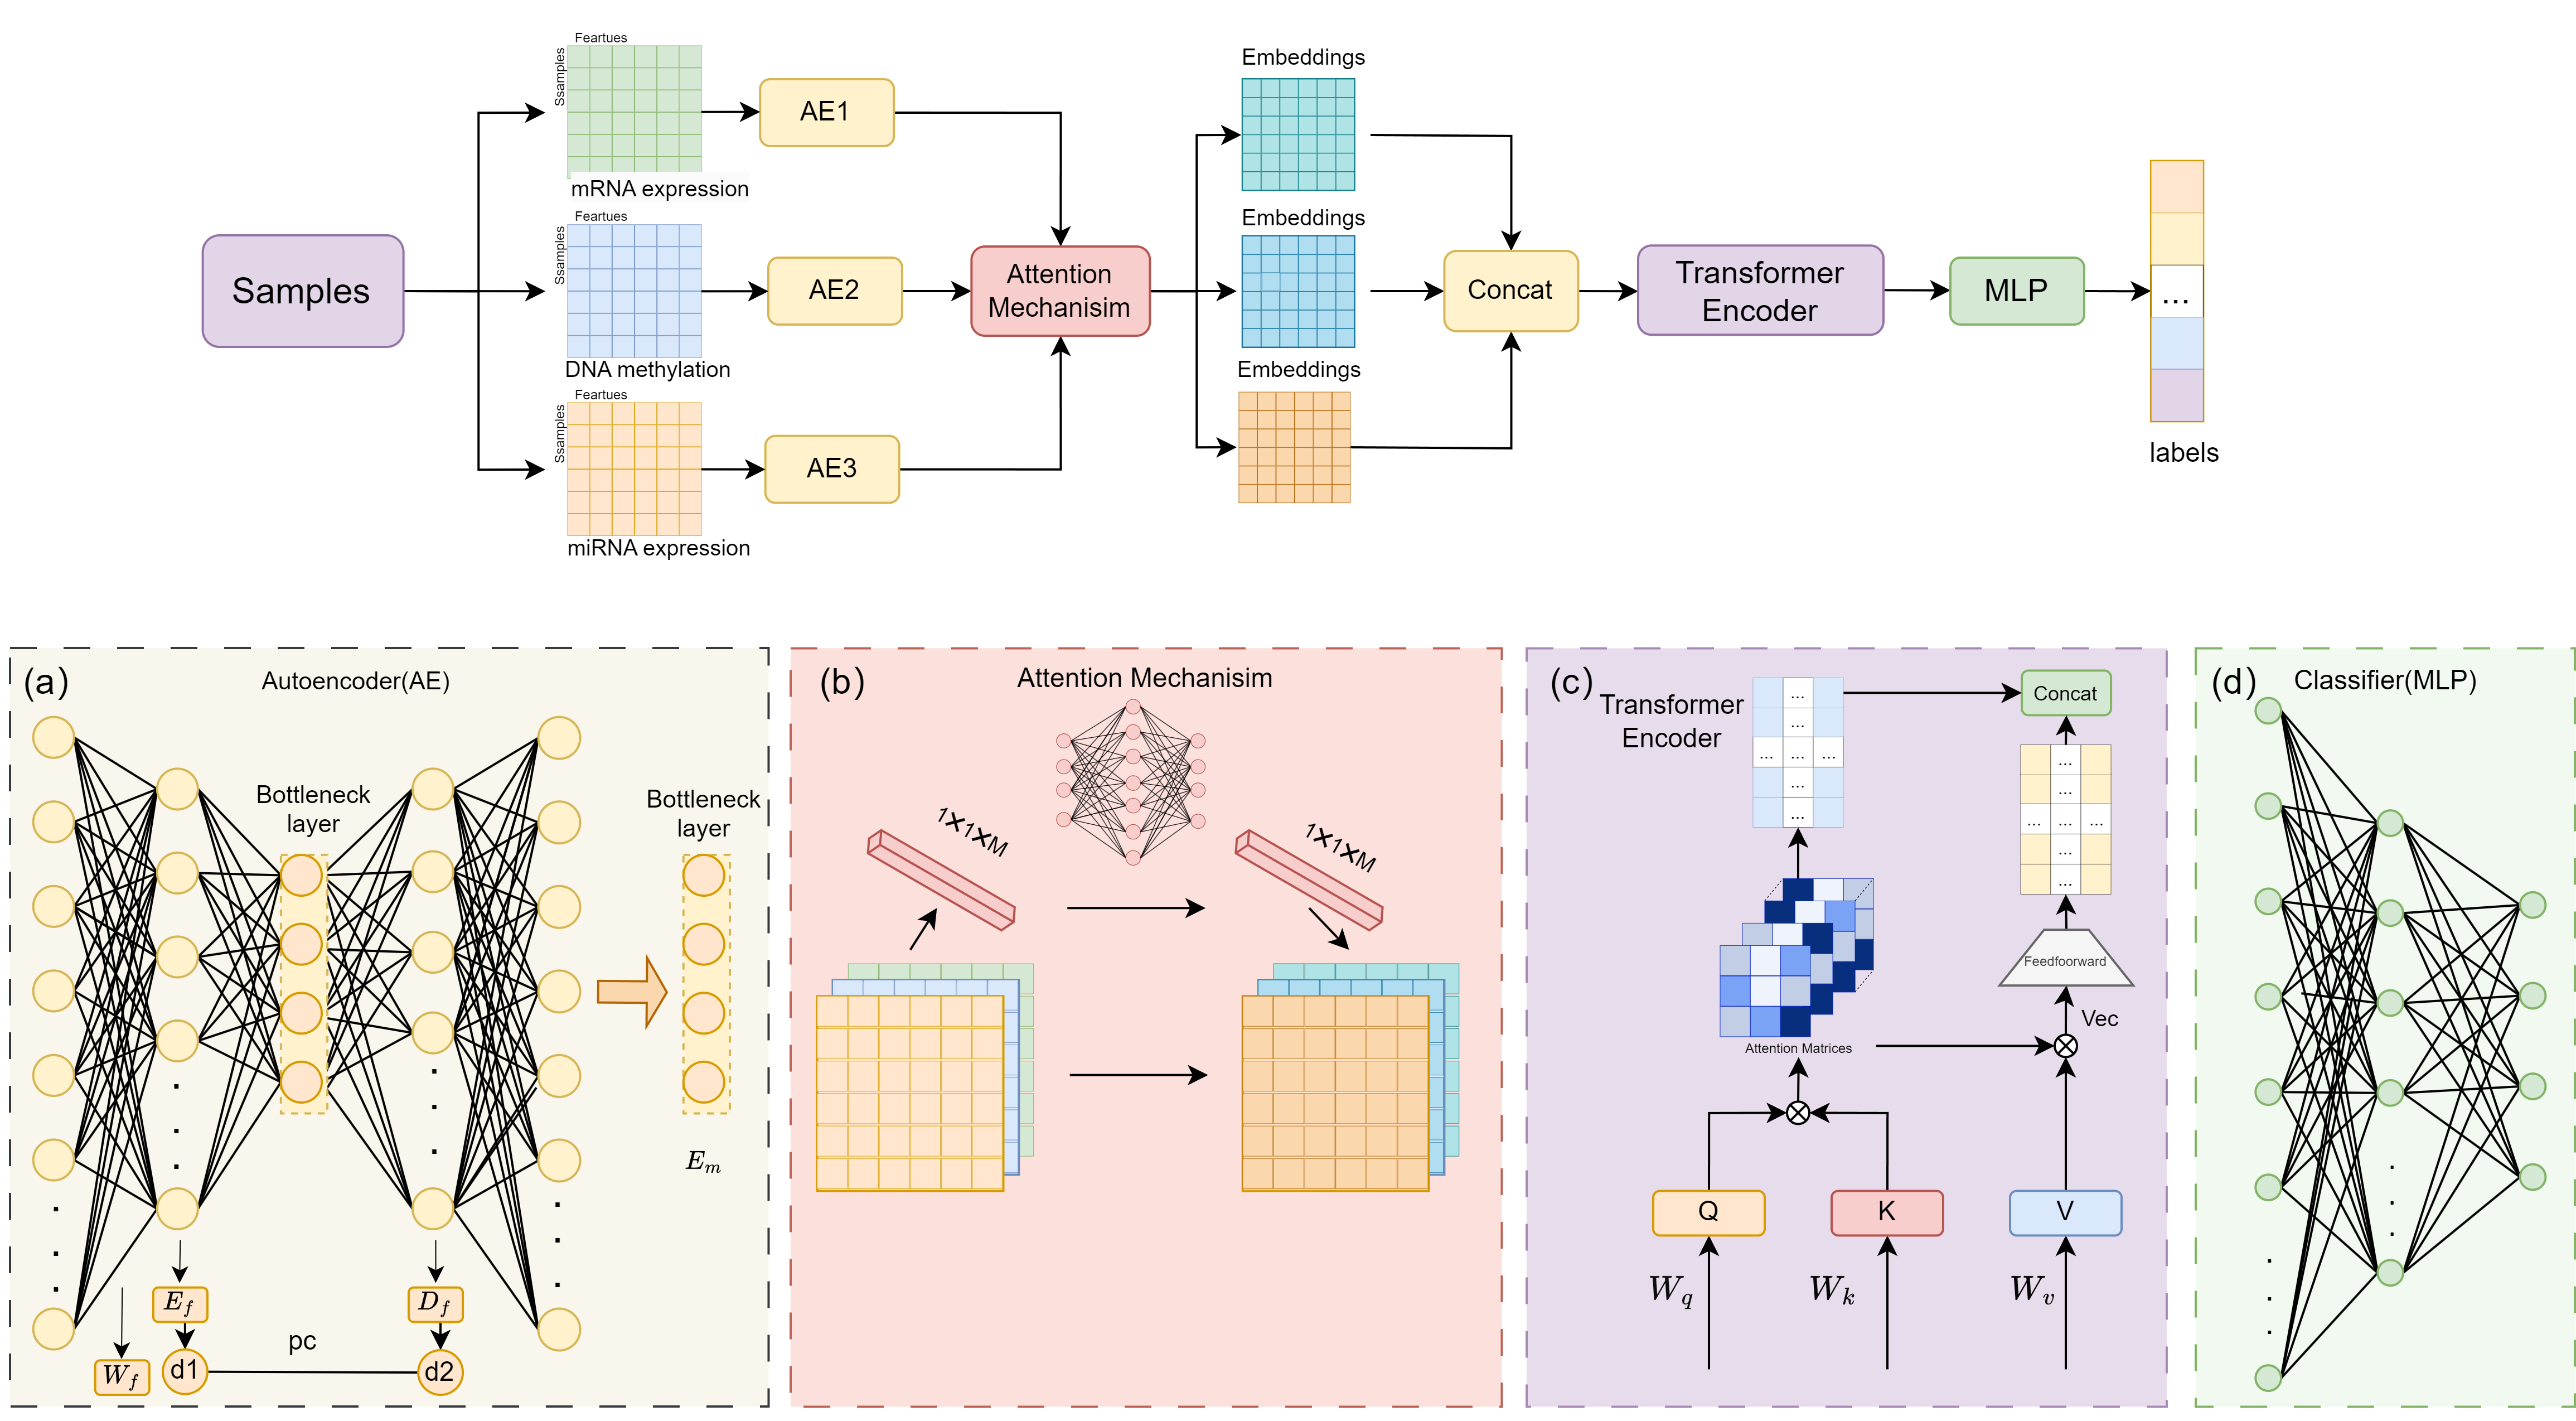 Feartues
Ssamples
mRNA expression
Feartues
Ssamples
DNA methylation
Feartues
Ssamples
miRNA expression
Samples
AE1
AE2
AE3
Attention
Mechanisim
Embeddings
Embeddings
Embeddings
Concat
Transformer
Encoder
MLP
...
labels
(a)
Autoencoder(AE)
Bottleneck
layer
Bottleneck
layer
E_m
E_f
D_f
W_f
d1
pc
d2
(b)
Attention Mechanisim
1×1×M
1×1×M
(c)
Transformer
Encoder
...
...
... ... ...
...
...
Concat
...
...
... ... ...
...
...
Feedfoorward
Vec
Attention Matrices
Q
K
V
W_q
W_k
W_v
(d)
Classifier(MLP)